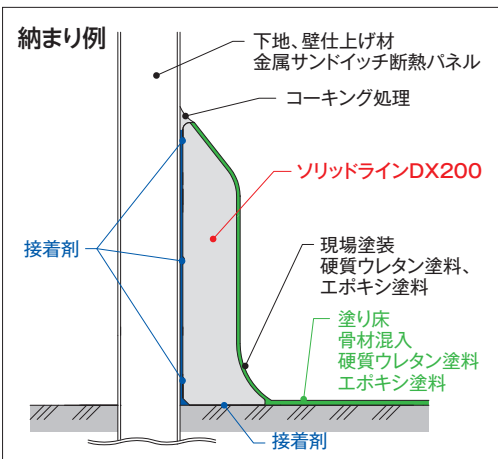 納まり例
下地、壁仕上げ材
金属サンドイッチ断熱パネル
コーキング処理
ソリッドラインDX200
接着剤
現場塗装
硬質ウレタン塗料、
エポキシ塗料
塗り床
骨材混入
硬質ウレタン塗料
エポキシ塗料
接着剤